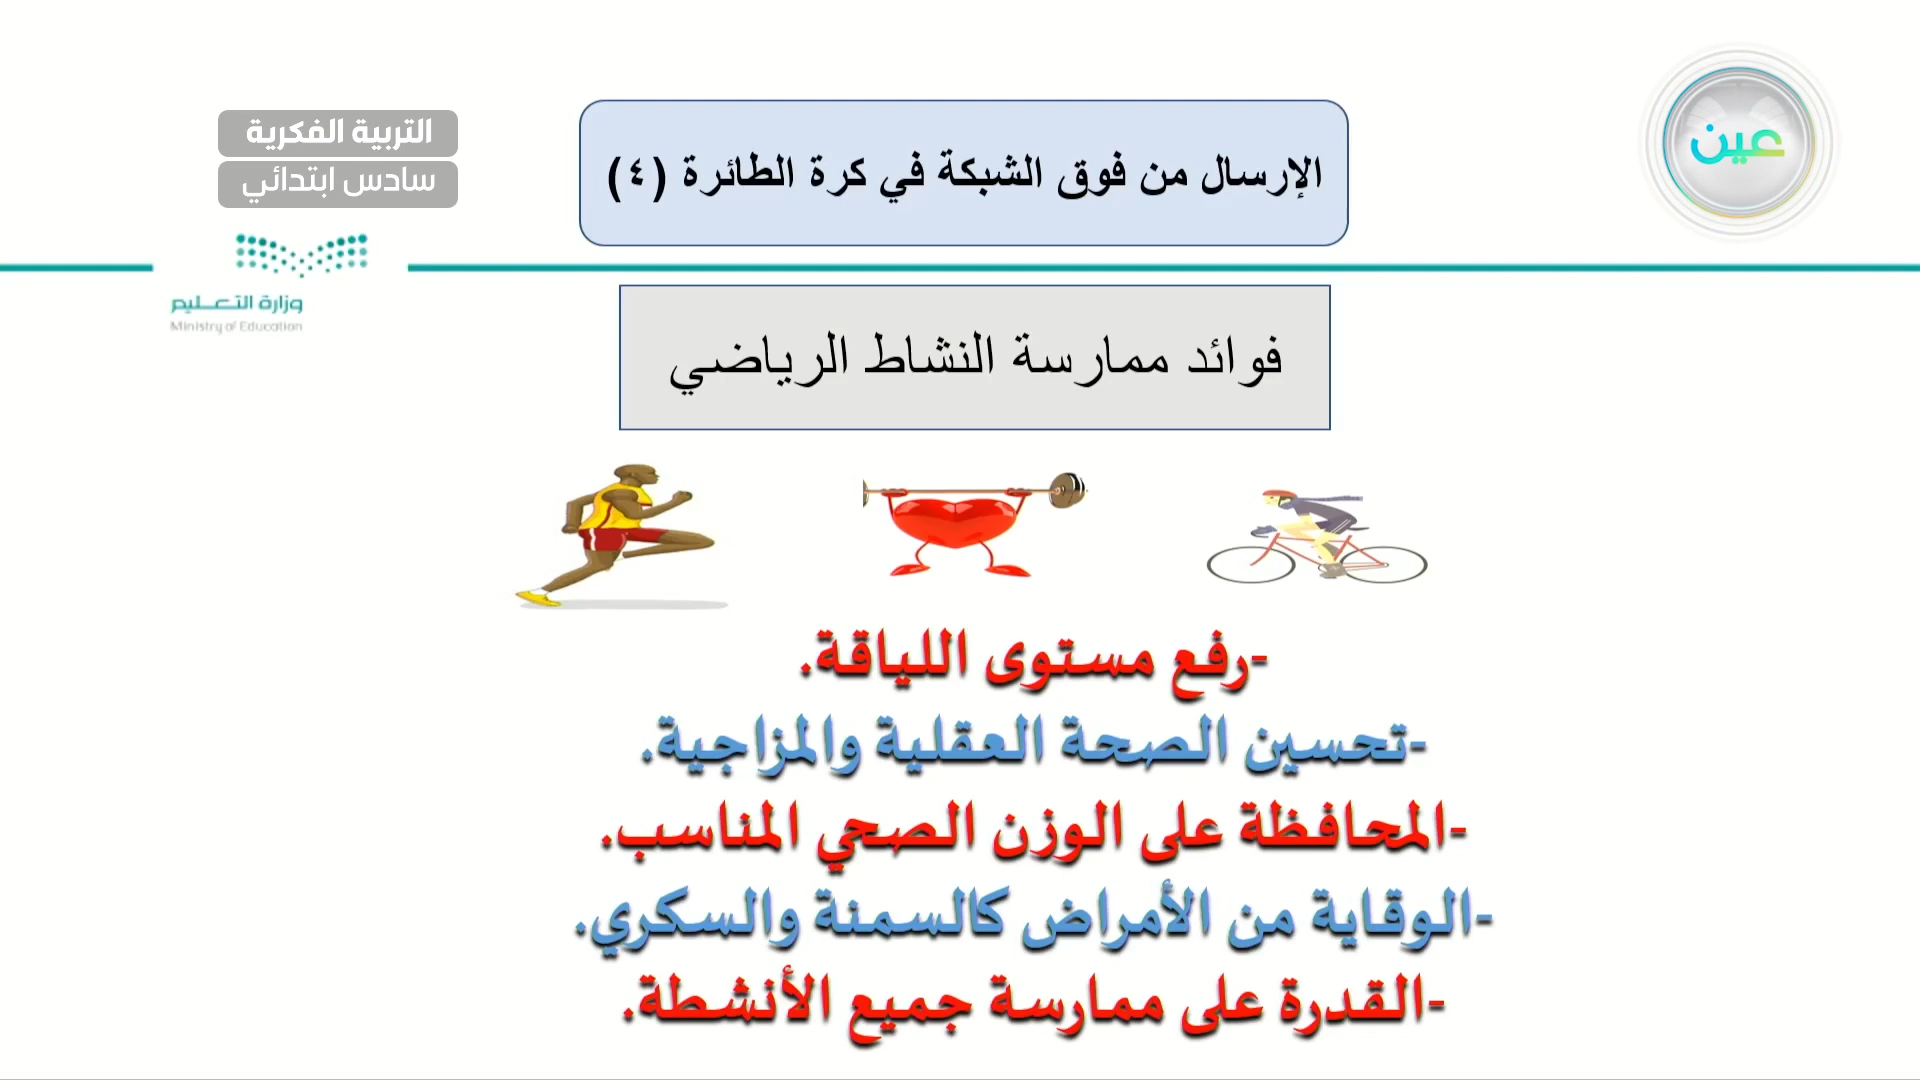 عين
التربية الفكرية
سادس ابتدائي
الإرسال من فوق الشبكة في كرة الطائرة (٤)
وزارة التعليم
Ministry of Education
فوائد ممارسة النشاط الرياضي
-رفع مستوى اللياقة.
-تحسين الصحة العقلية والمزاجية.
-المحافظة على الوزن الصحي المناسب.
-الوقاية من الأمراض كالسمنة والسكري.
-القدرة على ممارسة جميع الأنشطة.